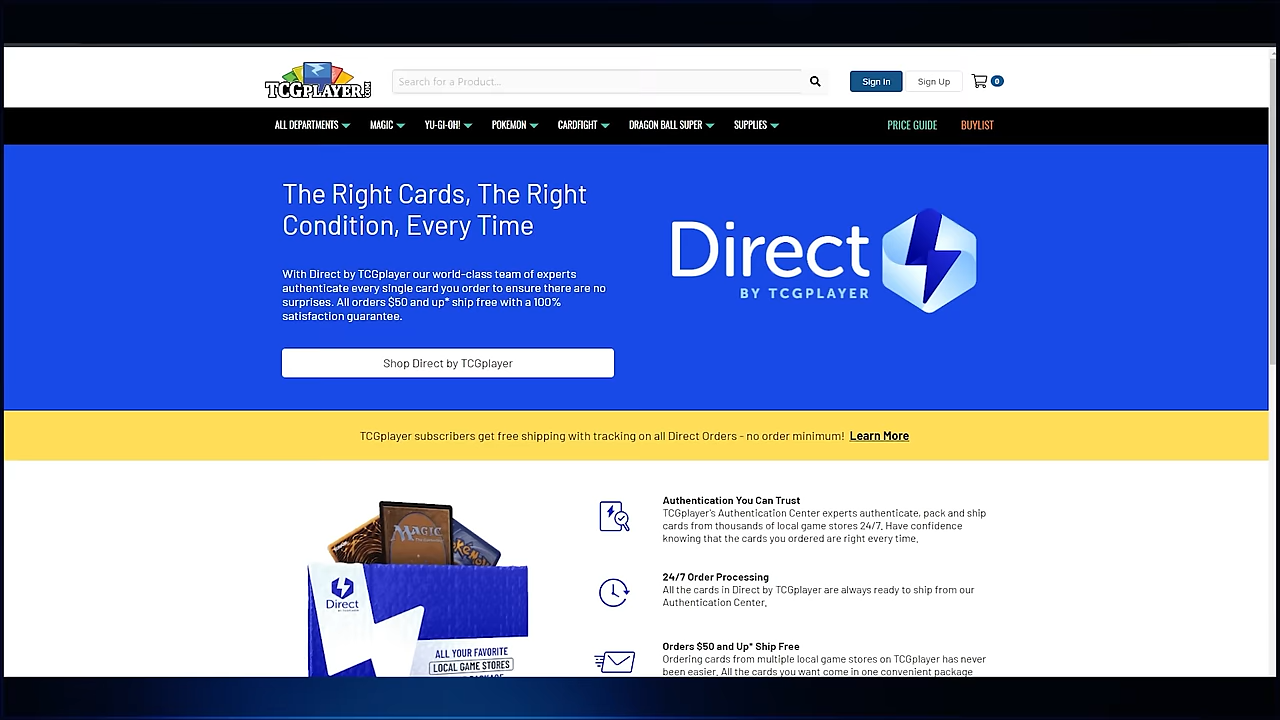 TCGPLAYER.COM
Search for a Product...
Sign In
Sign Up
0
ALL DEPARTMENTS
MAGIC
YU-GI-OH!
POKEMON
CARDFIGHT
DRAGON BALL SUPER
SUPPLIES
PRICE GUIDE
BUYLIST
The Right Cards, The Right
Condition, Every Time
With Direct by TCGplayer our world-class team of experts
authenticate every single card you order to ensure there are no
surprises. All orders $50 and up* ship free with a 100%
satisfaction guarantee.
Shop Direct by TCGplayer
Direct
BY TCGPLAYER
TCGplayer subscribers get free shipping with tracking on all Direct Orders - no order minimum! Learn More
MAGIC
POKÉMON
Direct
BY TCGPLAYER
ALL YOUR FAVORITE
LOCAL GAME STORES
Authentication You Can Trust
TCGplayer's Authentication Center experts authenticate, pack and ship
cards from thousands of local game stores 24/7. Have confidence
knowing that the cards you ordered are right every time.
24/7 Order Processing
All the cards in Direct by TCGplayer are always ready to ship from our
Authentication Center.
Orders $50 and Up* Ship Free
Ordering cards from multiple local game stores on TCGplayer has never
been easier. All the cards you want come in one convenient package